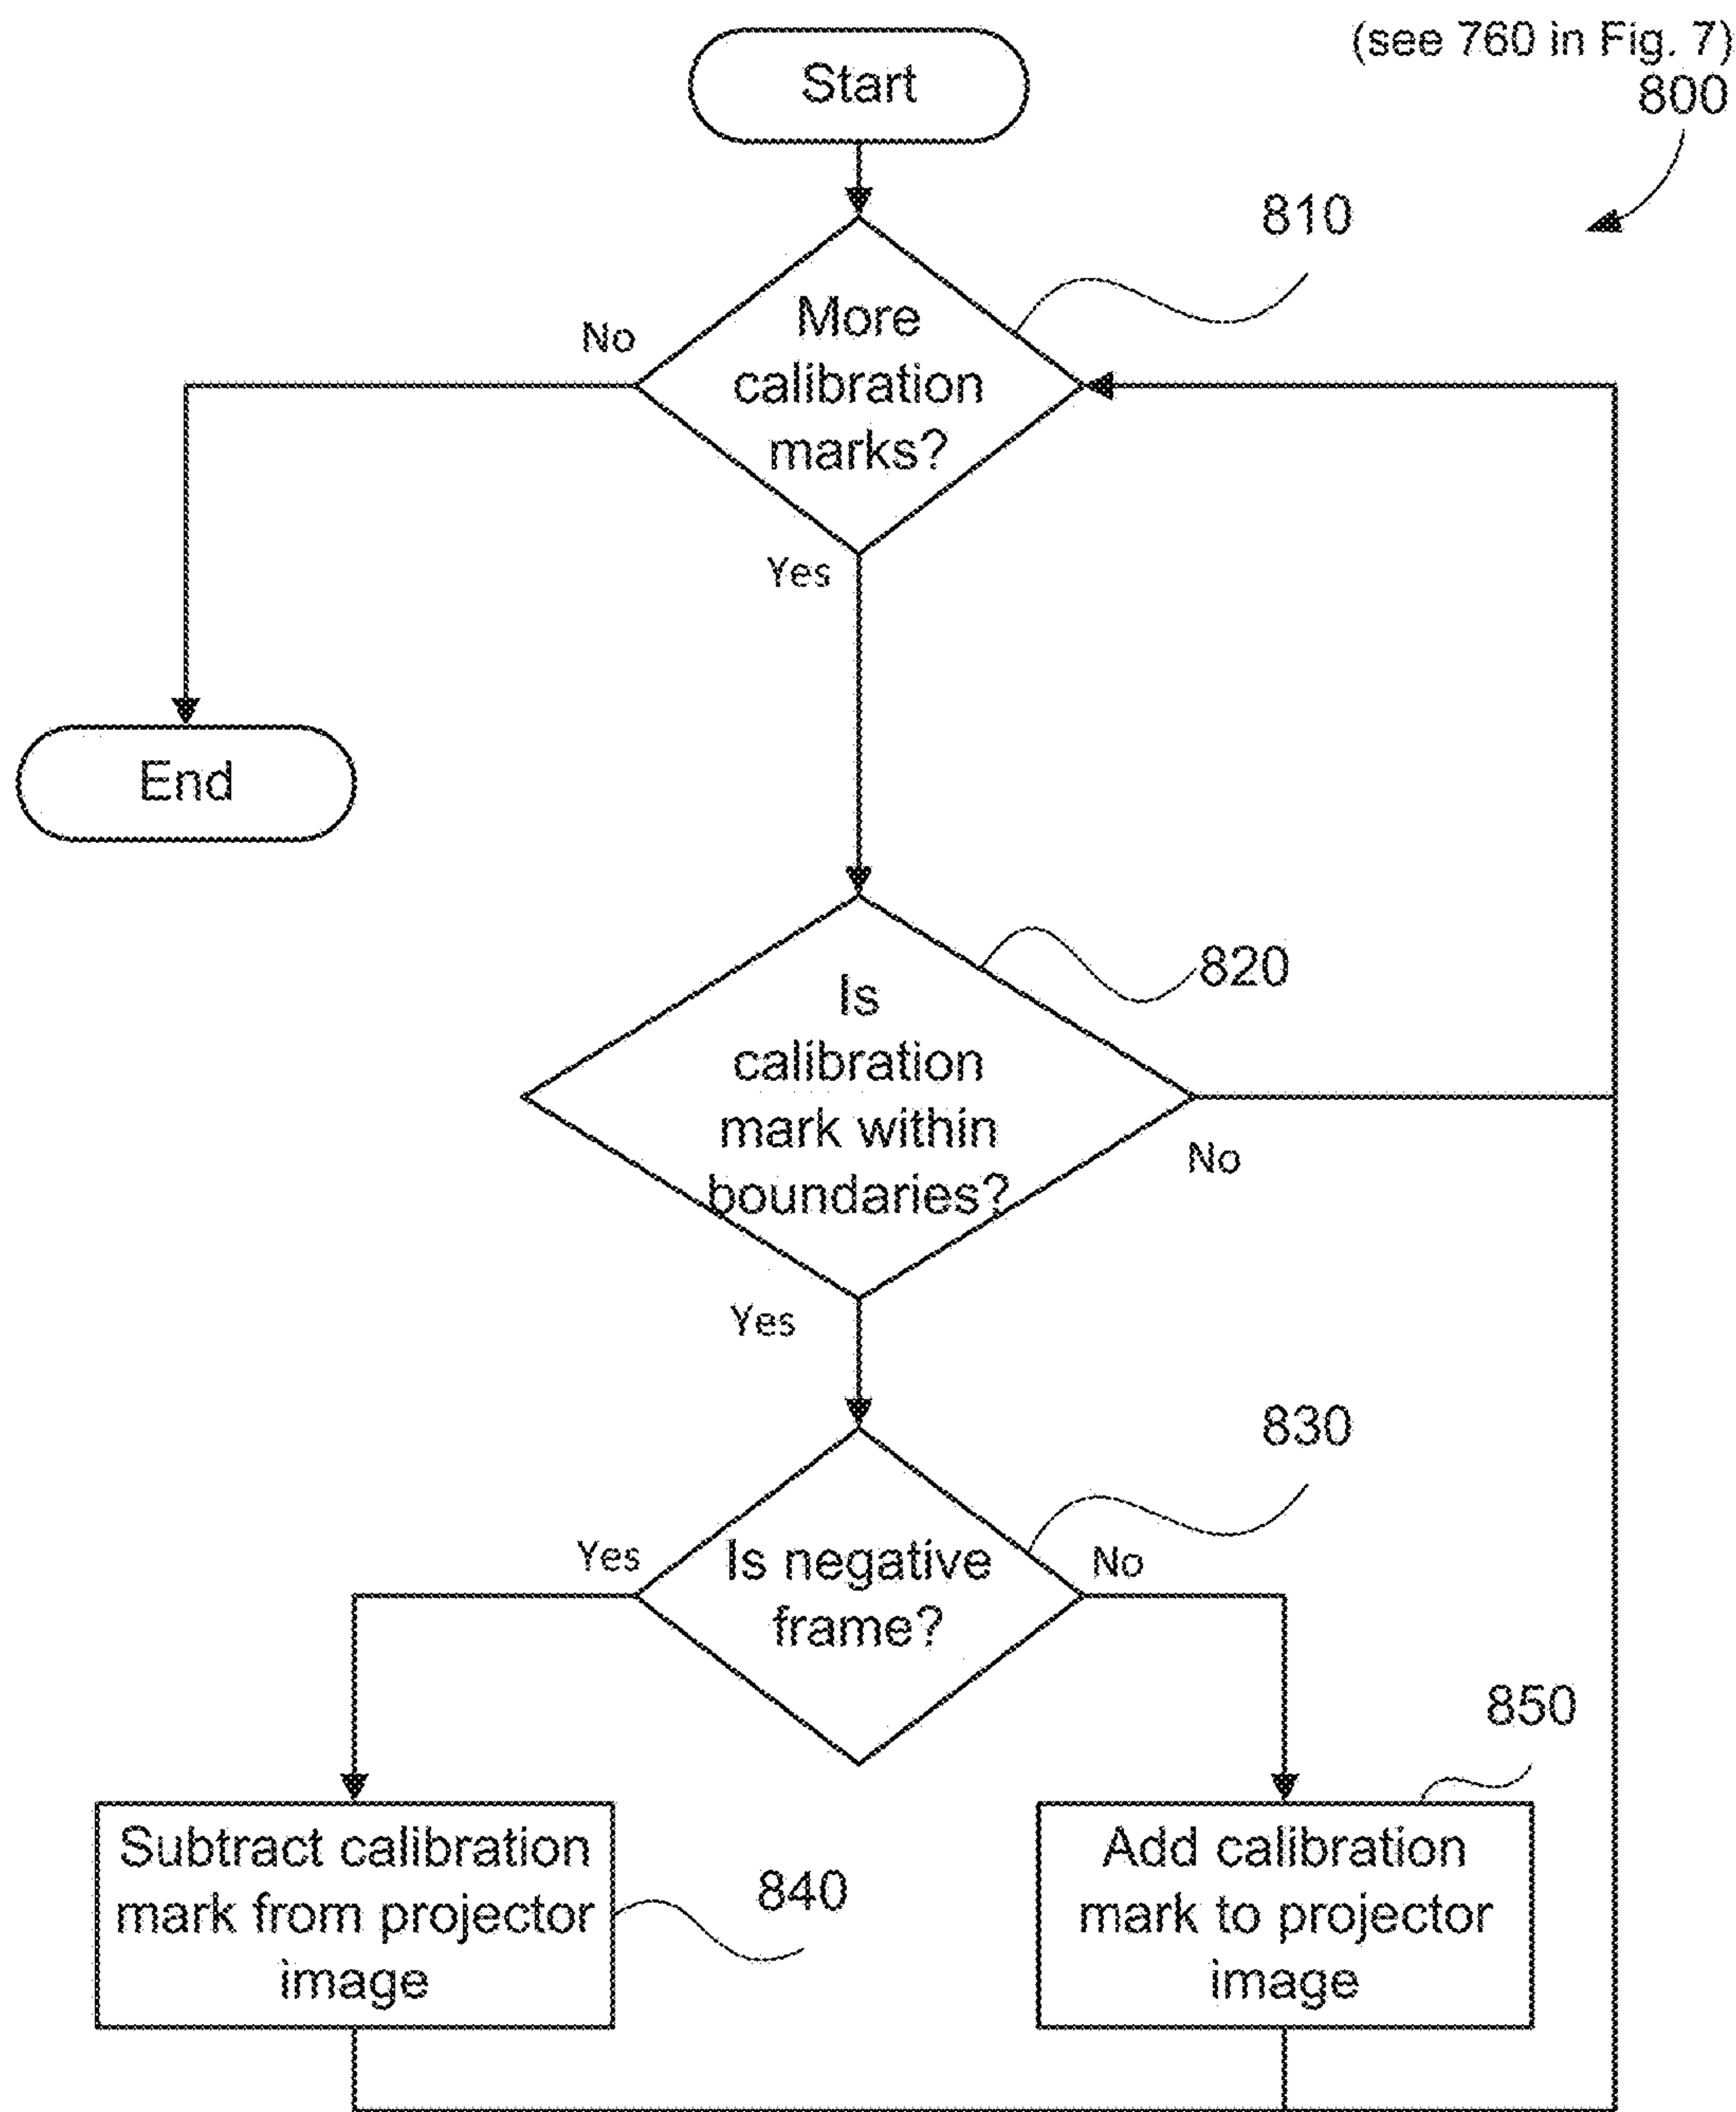 (see 760 in Fig. 7)
800
Start
810
More
calibration
marks?
No
Yes
End
820
Is
calibration
mark within
boundaries?
No
Yes
830
Is negative
frame?
Yes
No
850
Subtract calibration
mark from projector
image
840
Add calibration
mark to projector
image